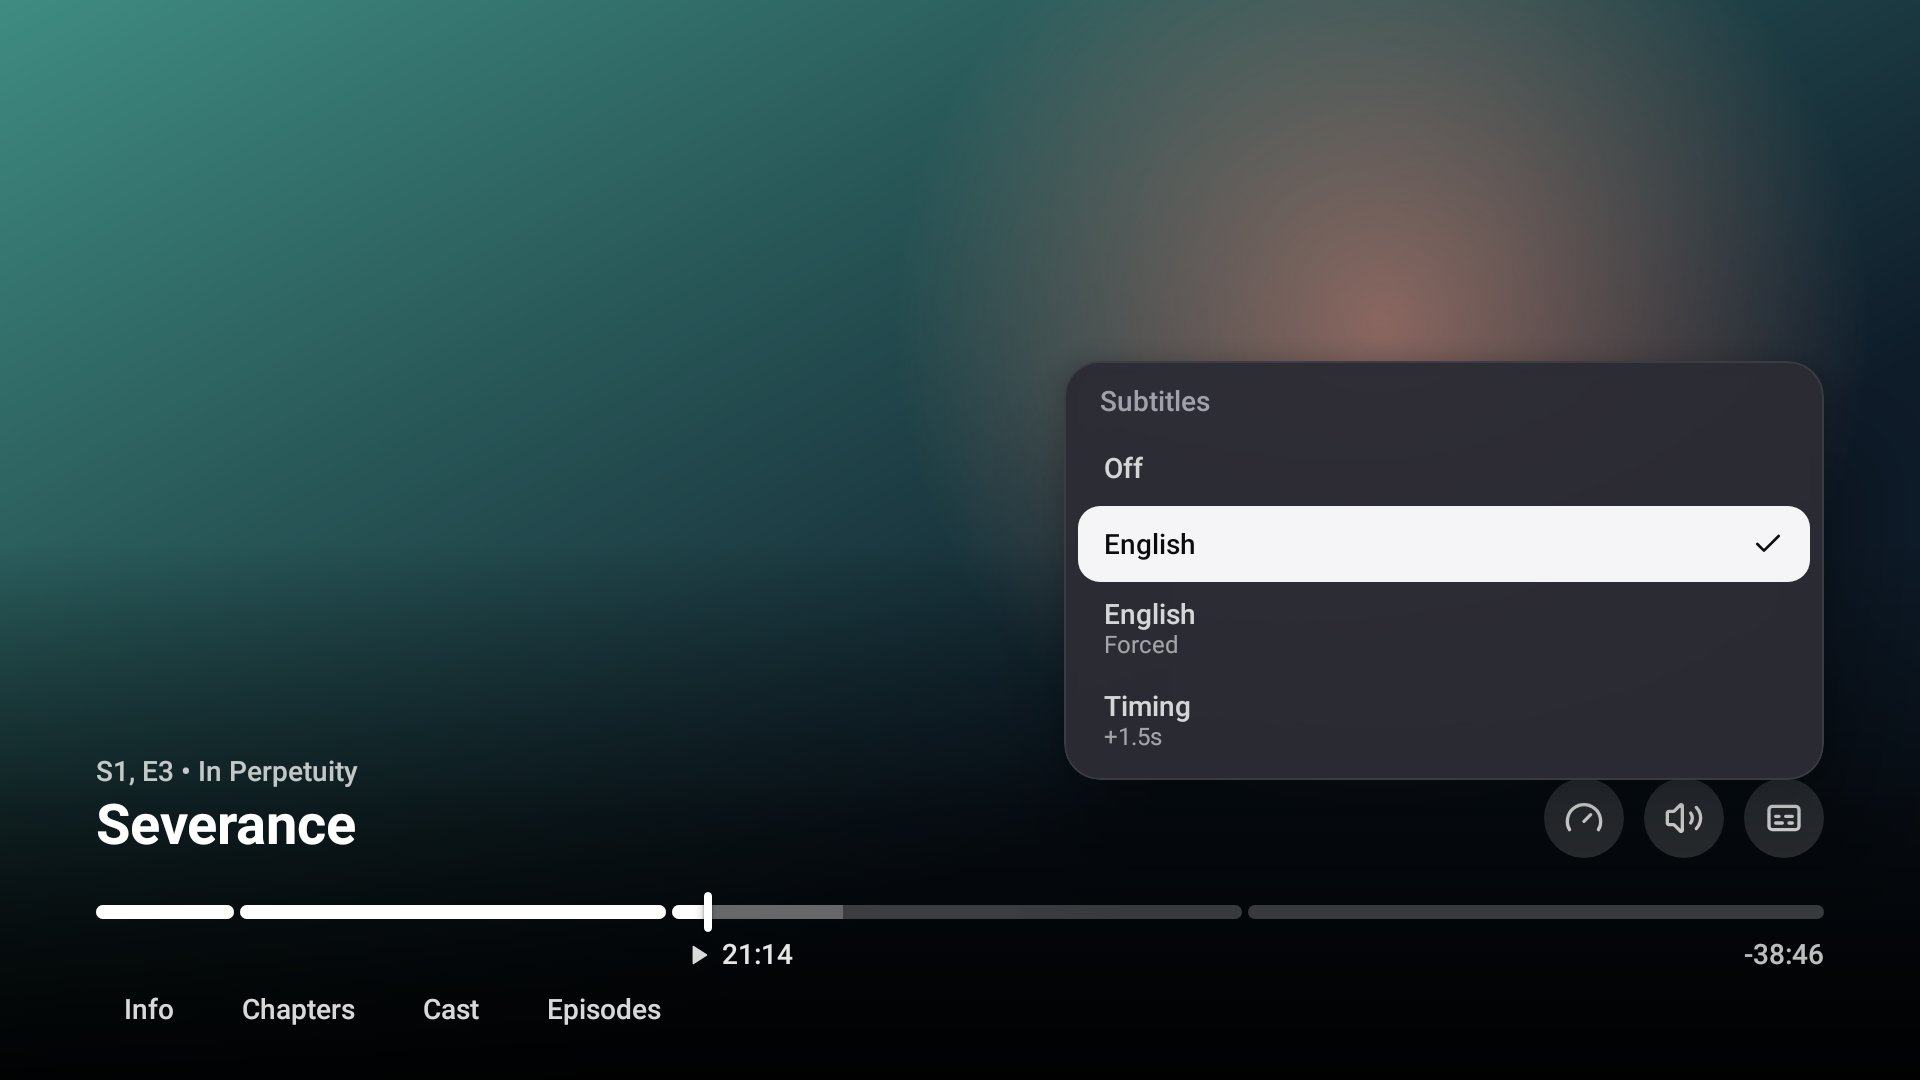 Subtitles
Off
English
English
Forced
Timing
+1.5s
S1, E3 • In Perpetuity
Severance
21:14
-38:46
Info
Chapters
Cast
Episodes